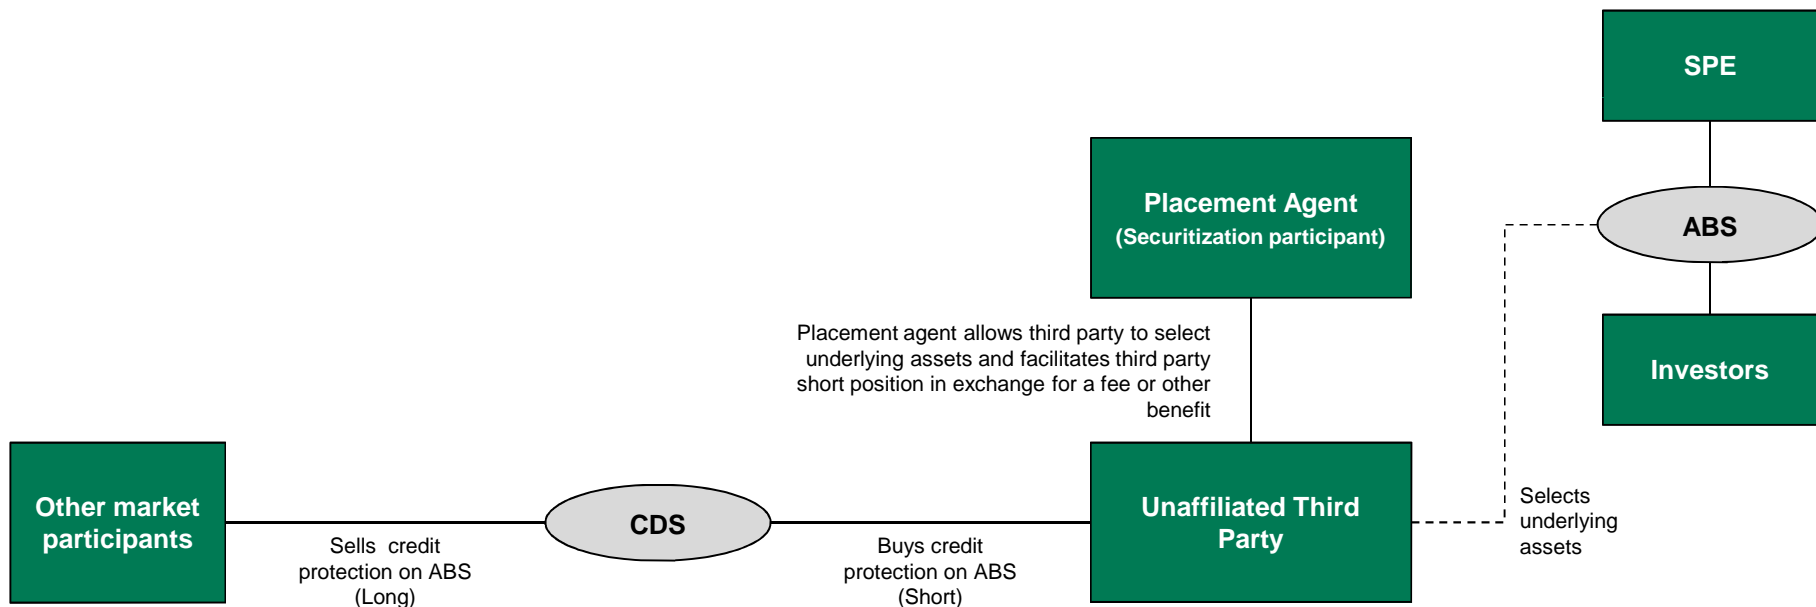 SPE
Placement Agent
(Securitization participant)
ABS
Placement agent allows third party to select
underlying assets and facilitates third party
short position in exchange for a fee or other
benefit
Investors
Other market
participants
CDS
Unaffiliated Third
Party
Selects
underlying
assets
Sells credit
protection on ABS
(Long)
Buys credit
protection on ABS
(Short)